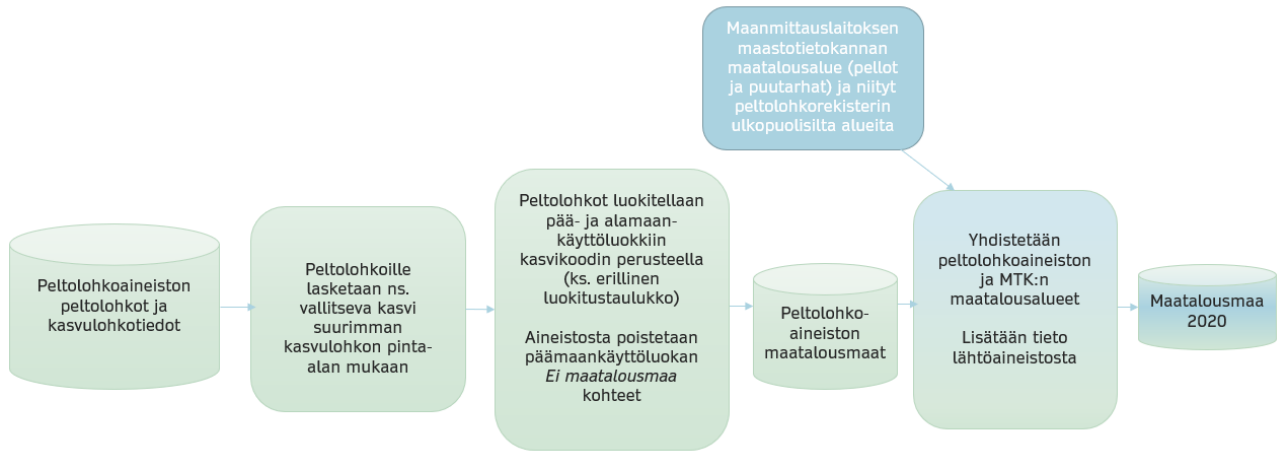 Maanmittauslaitoksen
maastotietokannan
maatalousalue (pellot
ja puutarhat) ja niityt
peltolohkorekisterin
ulkopuolisilta alueita
Peltolohkoaineiston
peltolohkot ja
kasvulohkotiedot
Peltolohkoille
lasketaan ns.
vallitseva kasvi
suurimman
kasvulohkon pinta-
alan mukaan
Peltolohkot luokitellaan
pää- ja alamaan-
käyttöluokkiin
kasvikoodin perusteella
(ks. erillinen
luokitustaulukko)
Aineistosta poistetaan
päämaankäyttöluokan
Ei maatalousmaa
kohteet
Peltolohko-
aineiston
maatalousmaat
Yhdistetään
peltolohkoaineiston
ja MTK:n
maatalousalueet
Lisätään tieto
lähtöaineistosta
Maatalousmaa
2020